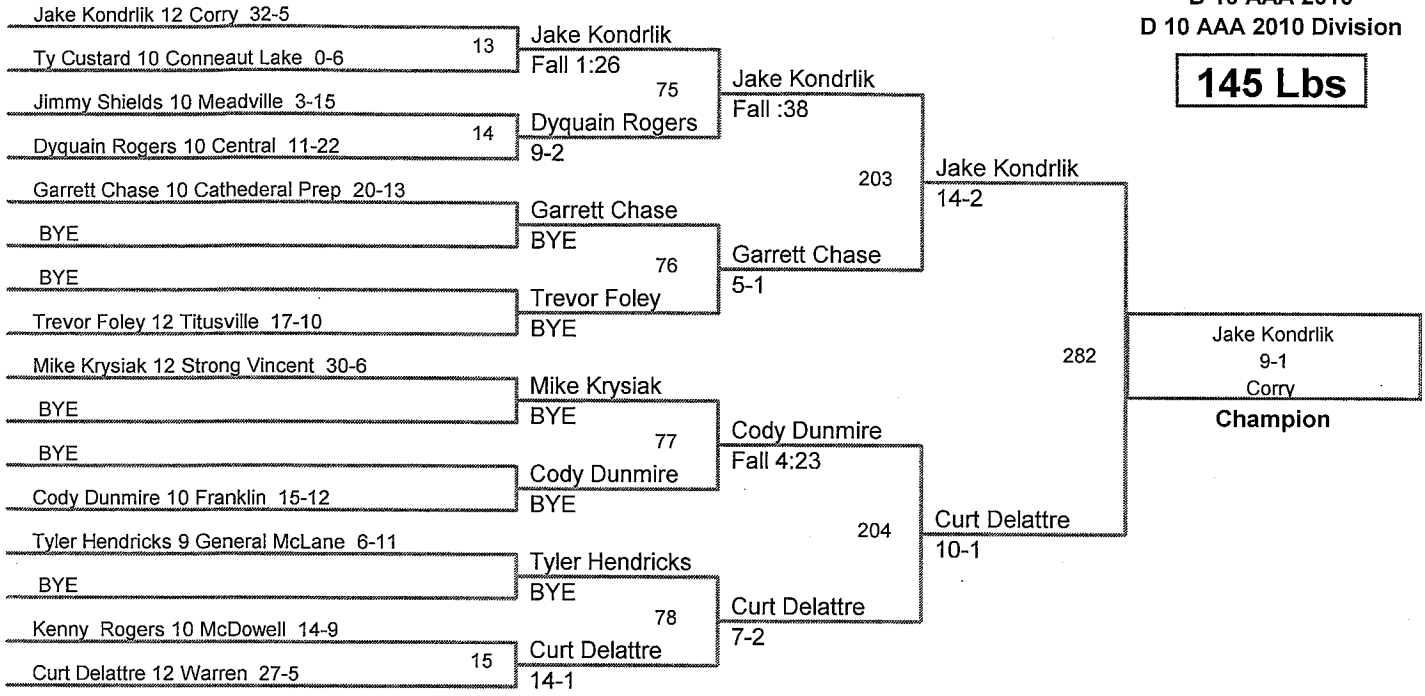 D 10 AAA 2010
D 10 AAA 2010 Division
145 Lbs
Jake Kondrlik 12 Corry 32-5
Ty Custard 10 Conneaut Lake 0-6
Jimmy Shields 10 Meadville 3-15
Dyquain Rogers 10 Central 11-22
Garrett Chase 10 Cathederal Prep 20-13
BYE
BYE
Trevor Foley 12 Titusville 17-10
Mike Krysiak 12 Strong Vincent 30-6
BYE
BYE
Cody Dunmire 10 Franklin 15-12
Tyler Hendricks 9 General McLane 6-11
BYE
Kenny Rogers 10 McDowell 14-9
Curt Delattre 12 Warren 27-5
13
14
15
Jake Kondrlik
Fall 1:26
Dyquain Rogers
9-2
Garrett Chase
BYE
Trevor Foley
BYE
Mike Krysiak
BYE
Cody Dunmire
BYE
Tyler Hendricks
BYE
Curt Delattre
14-1
75
76
77
78
Jake Kondrlik
Fall :38
Garrett Chase
5-1
Cody Dunmire
Fall 4:23
Curt Delattre
7-2
203
204
Jake Kondrlik
14-2
Curt Delattre
10-1
282
Jake Kondrlik
9-1
Corry
Champion